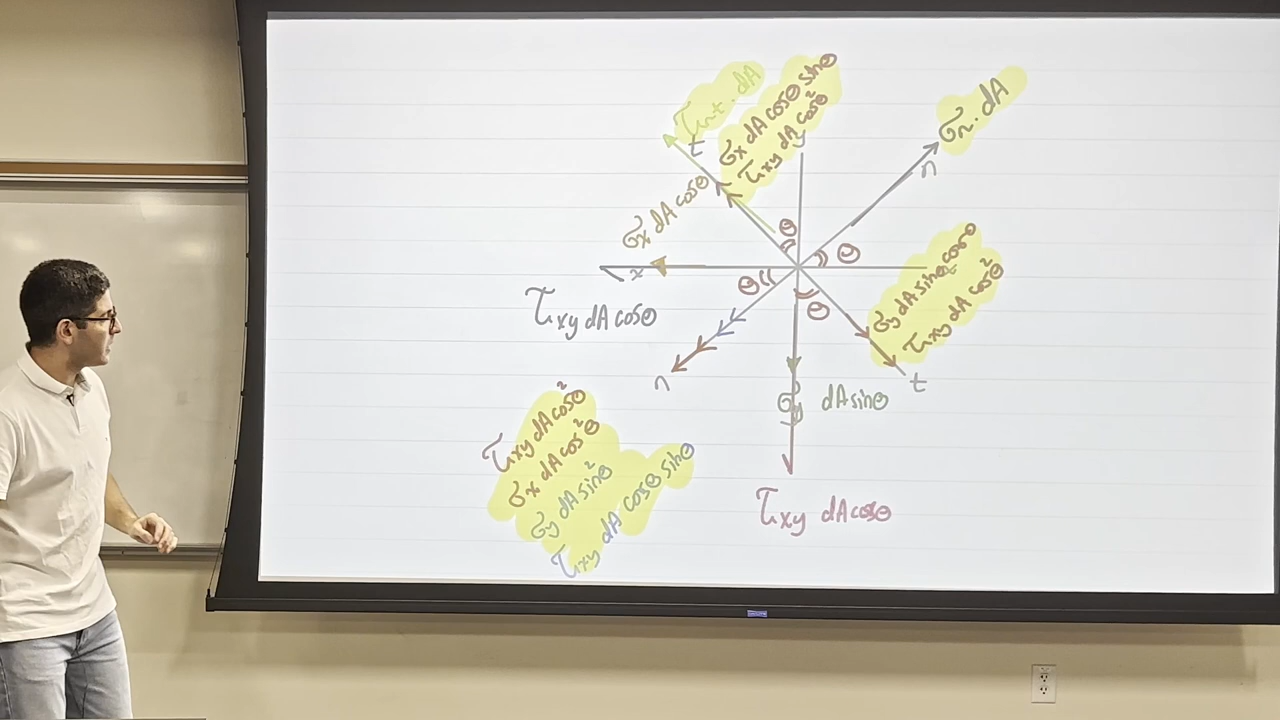 τnt . dA
σx dA cosθ sinθ
τxy dA cos²θ
σn . dA
y
t
n
σx dA cosθ
θ
θ
σy dA sinθ cosθ
τxy dA cos²θ
x
θ
θ
τxy dA cosθ
n
t
σy dA sinθ
τxy dA cos²θ
σx dA cos²θ
σy dA sin²θ
τxy dA cosθ sinθ
τxy dA cosθ